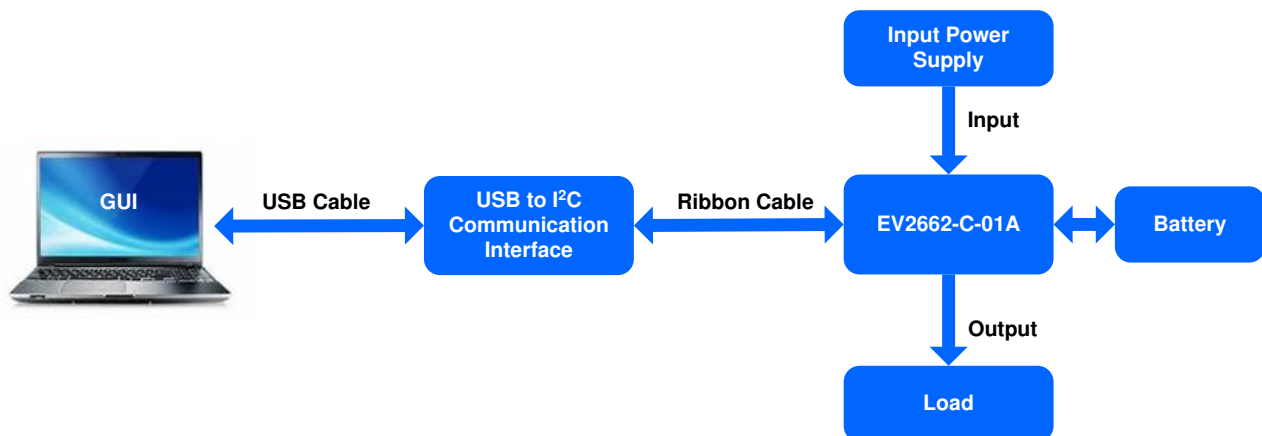 Input Power
Supply
Input
GUI
USB Cable
USB to I²C
Communication
Interface
Ribbon Cable
EV2662-C-01A
Battery
Output
Load